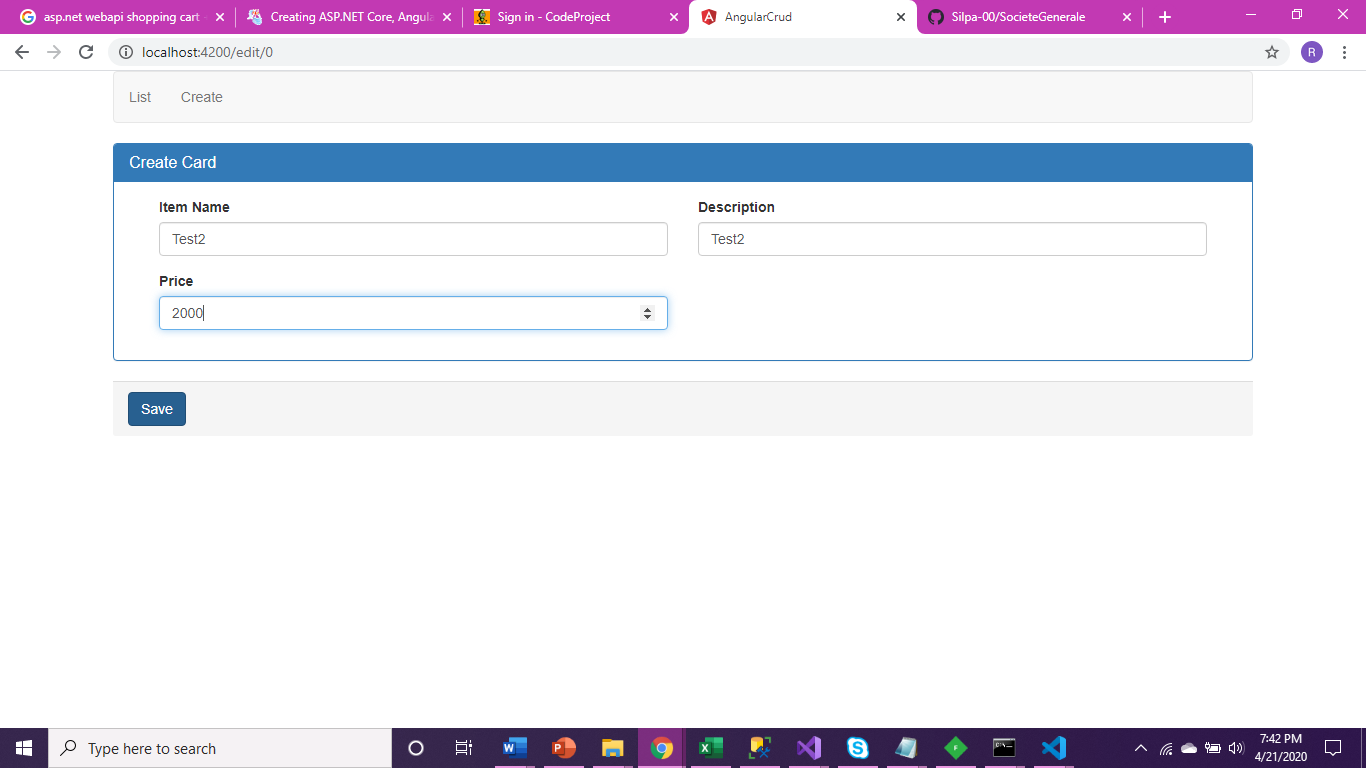 asp.net webapi shopping cart
Creating ASP.NET Core, Angula
Sign in - CodeProject
AngularCrud
Silpa-00/SocieteGenerale
localhost:4200/edit/0
R
List Create
Create Card
Item Name Description
Test2 Test2
Price
2000
Save
Type here to search
7:42 PM
4/21/2020